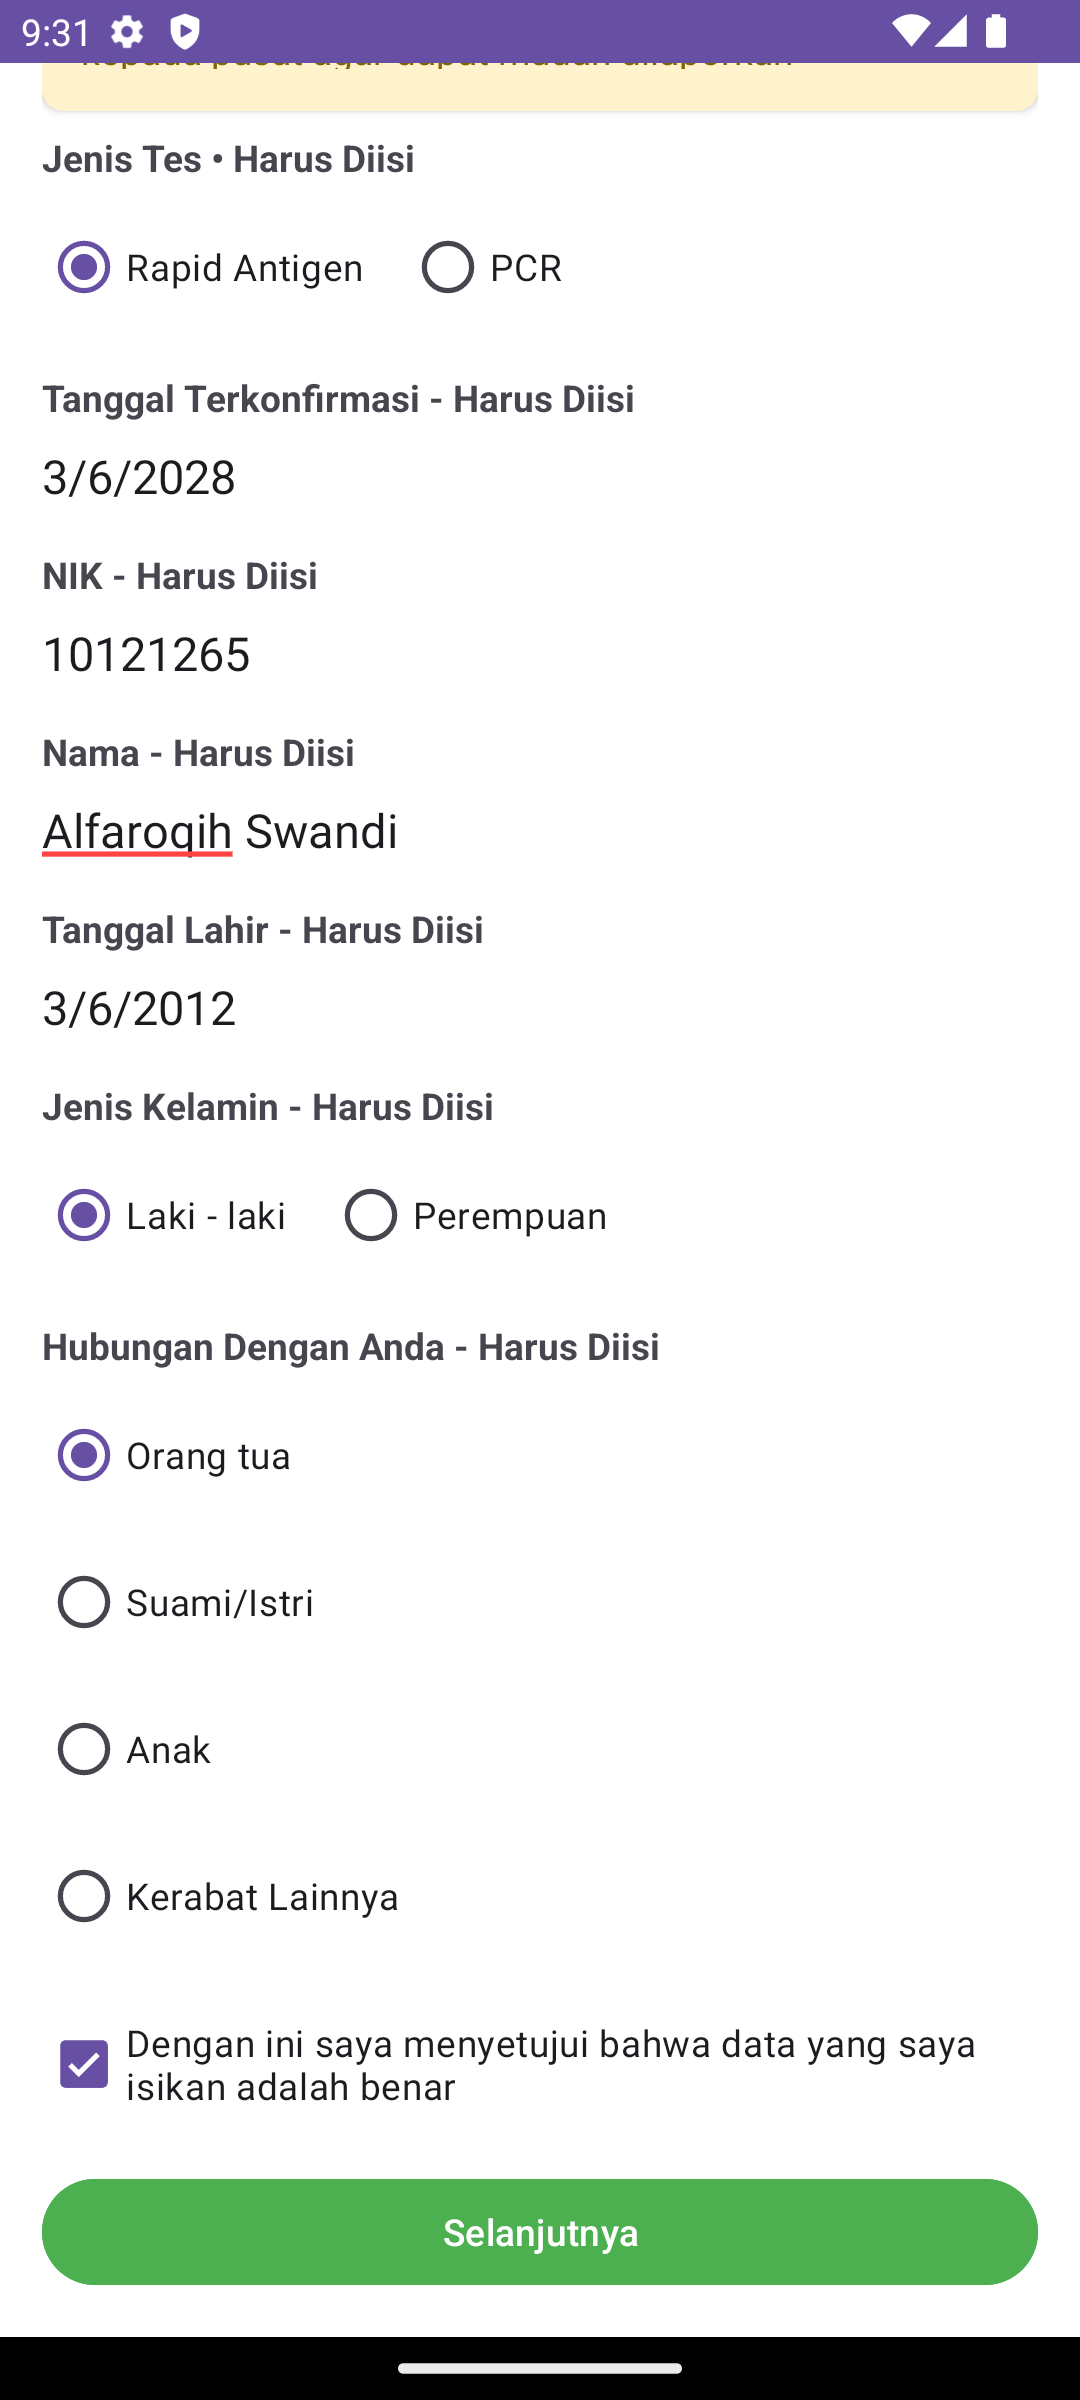 9:31
Jenis Tes • Harus Diisi
Rapid Antigen PCR
Tanggal Terkonfirmasi - Harus Diisi
3/6/2028
NIK - Harus Diisi
10121265
Nama - Harus Diisi
Alfaroqih Swandi
Tanggal Lahir - Harus Diisi
3/6/2012
Jenis Kelamin - Harus Diisi
Laki - laki Perempuan
Hubungan Dengan Anda - Harus Diisi
Orang tua
Suami/Istri
Anak
Kerabat Lainnya
Dengan ini saya menyetujui bahwa data yang saya
isikan adalah benar
Selanjutnya